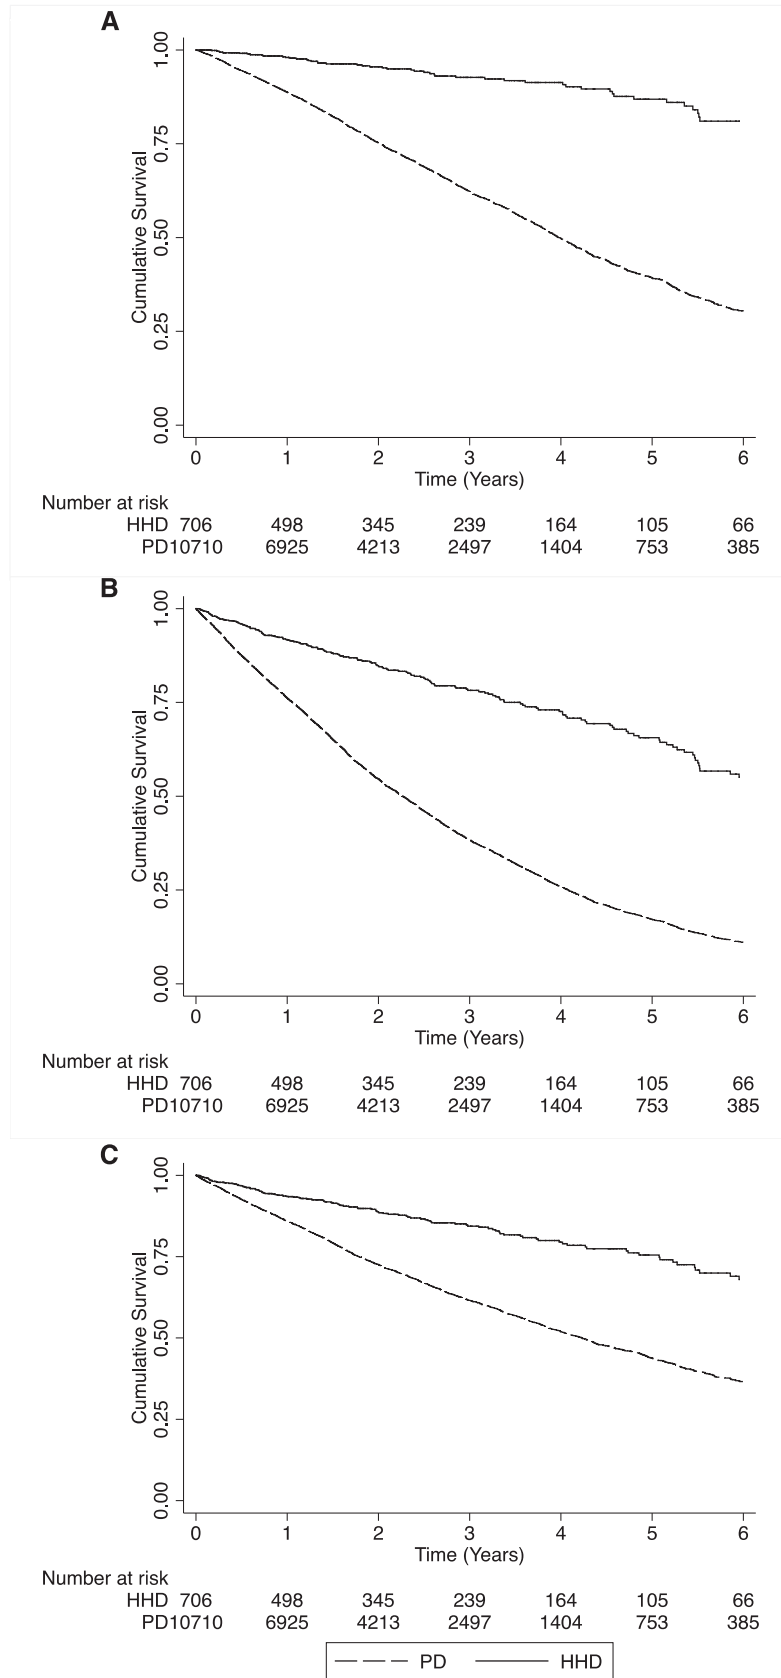 A
Cumulative Survival
1.00
0.75
0.50
0.25
0.00
0 1 2 3 4 5 6
Time (Years)
Number at risk
HHD 706 498 345 239 164 105 66
PD10710 6925 4213 2497 1404 753 385
B
Cumulative Survival
1.00
0.75
0.50
0.25
0.00
0 1 2 3 4 5 6
Time (Years)
Number at risk
HHD 706 498 345 239 164 105 66
PD10710 6925 4213 2497 1404 753 385
C
Cumulative Survival
1.00
0.75
0.50
0.25
0.00
0 1 2 3 4 5 6
Time (Years)
Number at risk
HHD 706 498 345 239 164 105 66
PD10710 6925 4213 2497 1404 753 385
PD HHD